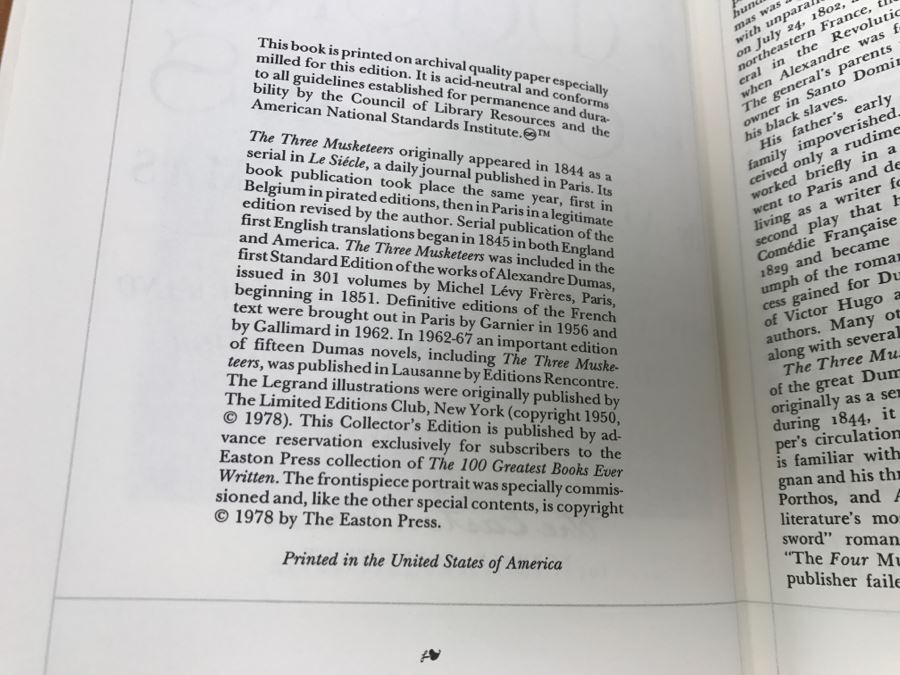 This book is printed on archival quality paper especially
milled for this edition. It is acid-neutral and conforms
to all guidelines established for permanence and dura-
bility by the Council of Library Resources and the
American National Standards Institute.♾™
The Three Musketeers originally appeared in 1844 as a
serial in Le Siécle, a daily journal published in Paris. Its
book publication took place the same year, first in
Belgium in pirated editions, then in Paris in a legitimate
edition revised by the author. Serial publication of the
first English translations began in 1845 in both England
and America. The Three Musketeers was included in the
first Standard Edition of the works of Alexandre Dumas,
issued in 301 volumes by Michel Lévy Frères, Paris,
beginning in 1851. Definitive editions of the French
text were brought out in Paris by Garnier in 1956 and
by Gallimard in 1962. In 1962-67 an important edition
of fifteen Dumas novels, including The Three Muske-
teers, was published in Lausanne by Editions Rencontre.
The Legrand illustrations were originally published by
The Limited Editions Club, New York (copyright 1950,
© 1978). This Collector's Edition is published by ad-
vance reservation exclusively for subscribers to the
Easton Press collection of The 100 Greatest Books Ever
Written. The frontispiece portrait was specially commis-
sioned and, like the other special contents, is copyright
© 1978 by The Easton Press.
Printed in the United States of America
mas was a
with unparall
on July 24, 1802,
northeastern France, the
eral in the Revolutio
when Alexandre was f
The general's parents
owner in Santo Domin
his black slaves.
His father's early
family impoverished.
ceived only a rudime
worked briefly in a
went to Paris and de
living as a writer fo
second play that h
Comédie Française
1829 and became
umph of the roman
cess gained for Du
of Victor Hugo a
authors. Many ot
along with several
The Three Mus
of the great Dum
originally as a ser
during 1844, it
per's circulation
is familiar with
gnan and his thr
Porthos, and A
literature's mo
sword" roman
"The Four Mu
publisher faile